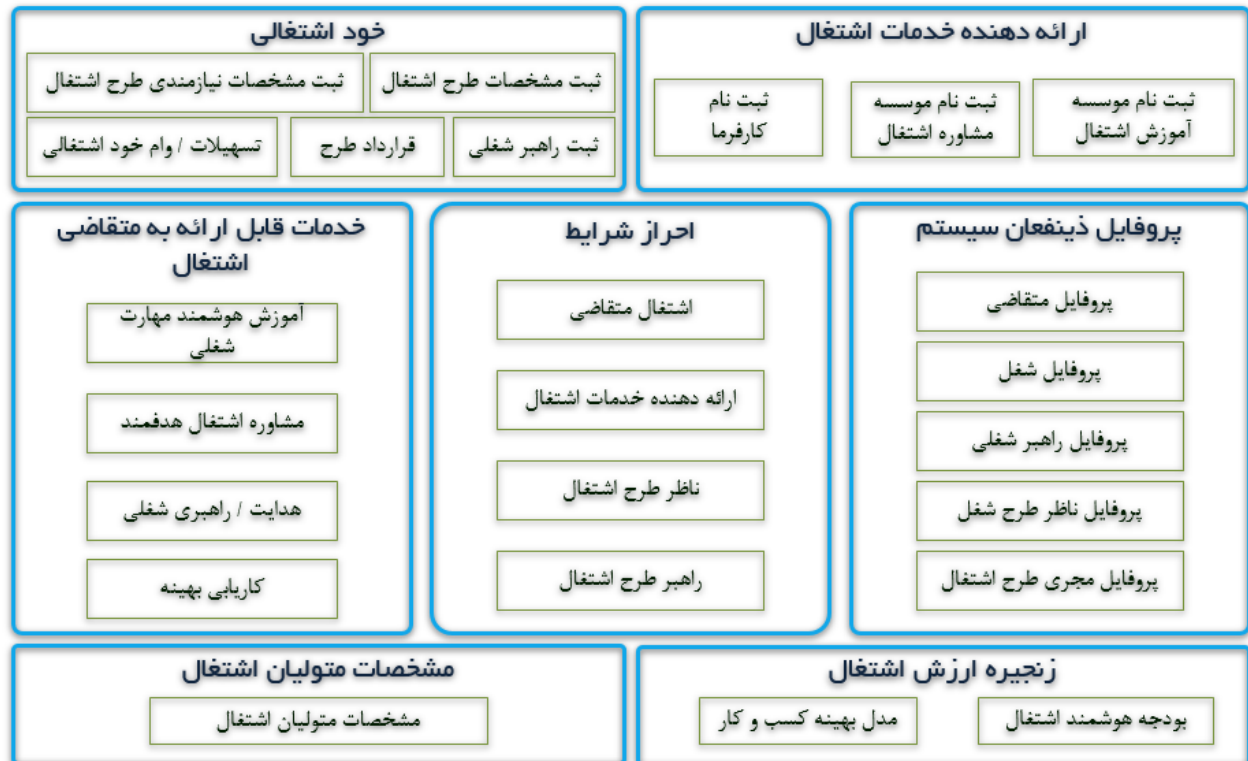 ارائه دهنده خدمات اشتغال
ثبت نام موسسه
آموزش اشتغال
ثبت نام موسسه
مشاوره اشتغال
ثبت نام
کارفرما
خود اشتغالی
ثبت مشخصات طرح اشتغال
ثبت مشخصات نیازمندی طرح اشتغال
ثبت راهبر شغلی
قرارداد طرح
تسهیلات / وام خود اشتغالی
پروفایل ذینفعان سیستم
پروفایل متقاضی
پروفایل شغل
پروفایل راهبر شغلی
پروفایل ناظر طرح شغل
پروفایل مجری طرح اشتغال
احراز شرایط
اشتغال متقاضی
ارائه دهنده خدمات اشتغال
ناظر طرح اشتغال
راهبر طرح اشتغال
خدمات قابل ارائه به متقاضی
اشتغال
آموزش هوشمند مهارت
شغلی
مشاوره اشتغال هدفمند
هدایت / راهبری شغلی
کاریابی بهینه
زنجیره ارزش اشتغال
بودجه هوشمند اشتغال
مدل بهینه کسب و کار
مشخصات متولیان اشتغال
مشخصات متولیان اشتغال